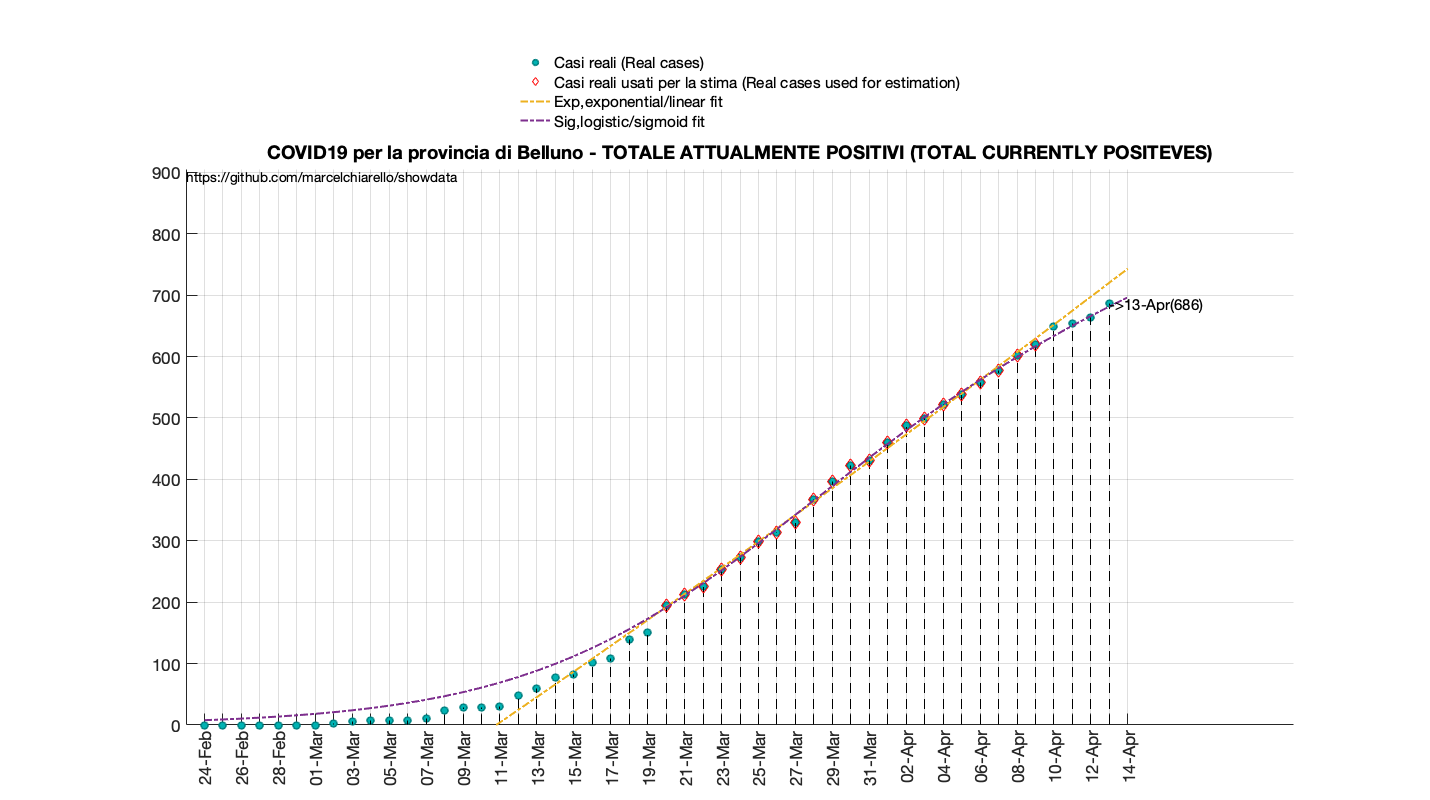 Casi reali (Real cases)
Casi reali usati per la stima (Real cases used for estimation)
Exp,exponential/linear fit
Sig,logistic/sigmoid fit
COVID19 per la provincia di Belluno - TOTALE ATTUALMENTE POSITIVI (TOTAL CURRENTLY POSITEVES)
https://github.com/marcelchiarello/showdata
900
800
700
600
500
400
300
200
100
0
->13-Apr(686)
24-Feb
26-Feb
28-Feb
01-Mar
03-Mar
05-Mar
07-Mar
09-Mar
11-Mar
13-Mar
15-Mar
17-Mar
19-Mar
21-Mar
23-Mar
25-Mar
27-Mar
29-Mar
31-Mar
02-Apr
04-Apr
06-Apr
08-Apr
10-Apr
12-Apr
14-Apr